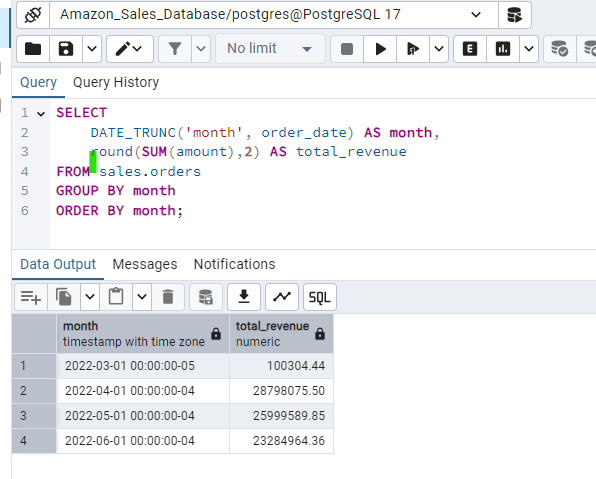 Amazon_Sales_Database/postgres@PostgreSQL 17
No limit
E
Query Query History
1 SELECT
2 DATE_TRUNC('month', order_date) AS month,
3 round(SUM(amount),2) AS total_revenue
4 FROM sales.orders
5 GROUP BY month
6 ORDER BY month;
Data Output Messages Notifications
SQL
month total_revenue
timestamp with time zone numeric
1 2022-03-01 00:00:00-05 100304.44
2 2022-04-01 00:00:00-04 28798075.50
3 2022-05-01 00:00:00-04 25999589.85
4 2022-06-01 00:00:00-04 23284964.36